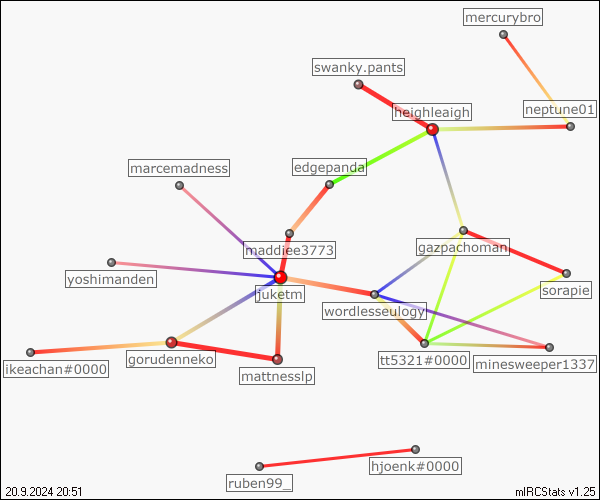 mercurybro
swanky.pants
heighleaigh
neptune01
marcemadness
edgepanda
maddiee3773
gazpachoman
yoshimanden
juketm
sorapie
wordlesseulogy
ikeachan#0000
gorudenneko
tt5321#0000
minesweeper1337
mattnesslp
hjoenk#0000
ruben99_
20.9.2024 20:51
mIRCStats v1.25